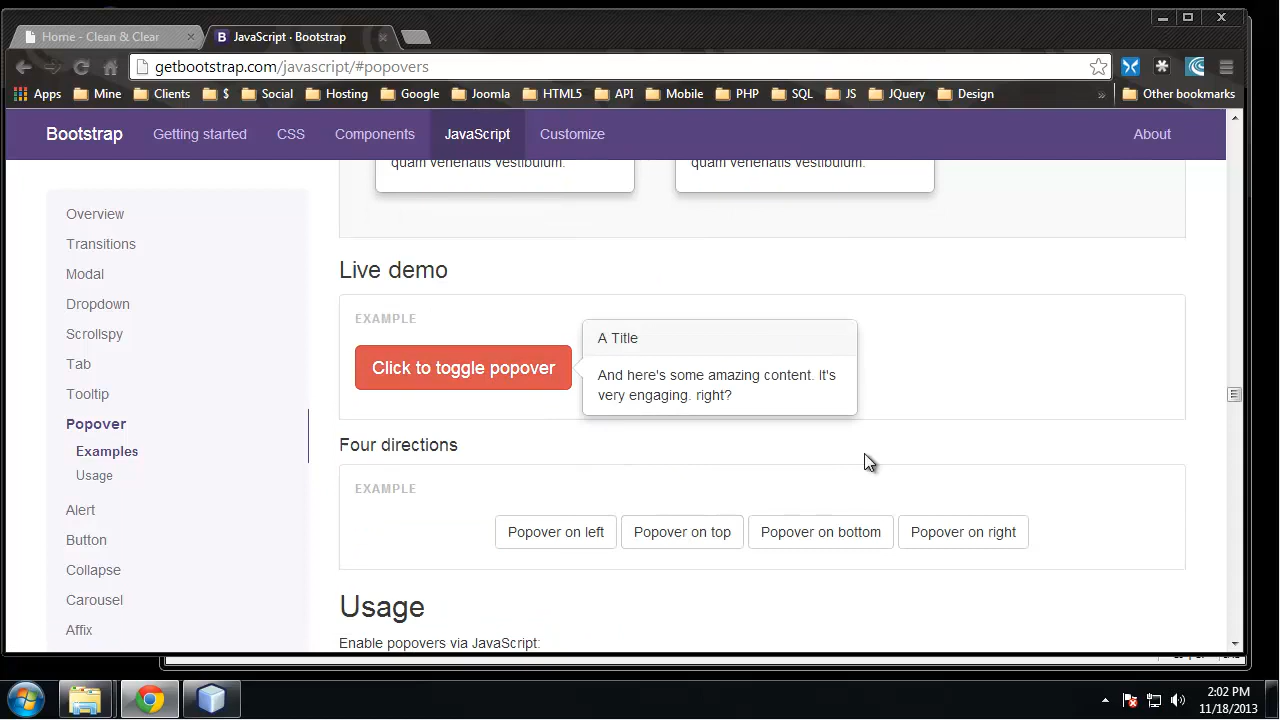 Home - Clean & Clear
B JavaScript · Bootstrap
getbootstrap.com/javascript/#popovers
Apps Mine Clients $ Social Hosting Google Joomla HTML5 API Mobile PHP SQL JS JQuery Design » Other bookmarks
Bootstrap Getting started CSS Components JavaScript Customize About
quam venenatis vestibulum. quam venenatis vestibulum.
Overview
Transitions
Modal
Dropdown
Scrollspy
Tab
Tooltip
Popover
Examples
Usage
Alert
Button
Collapse
Carousel
Affix
Live demo
EXAMPLE
Click to toggle popover
A Title
And here's some amazing content. It's
very engaging. right?
Four directions
EXAMPLE
Popover on left Popover on top Popover on bottom Popover on right
Usage
Enable popovers via JavaScript:
2:02 PM
11/18/2013